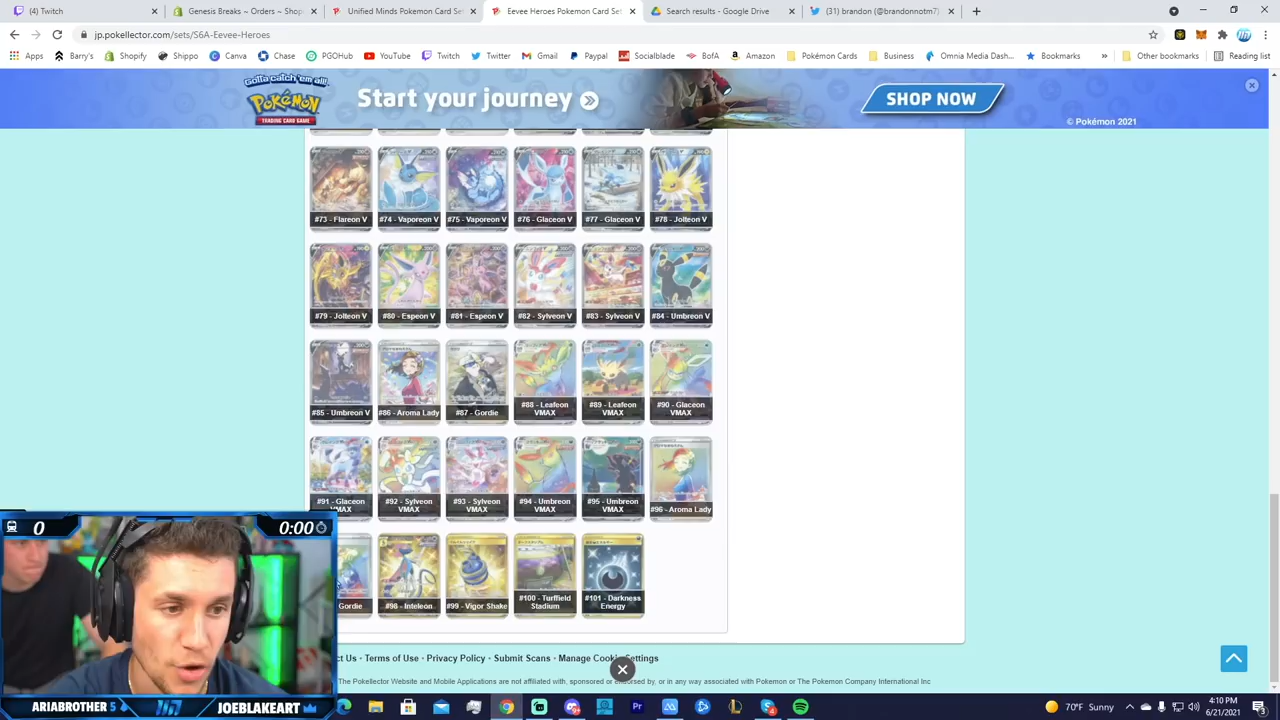 (4) Twitch
Genesis Breaks ~ Orders ~ Shop
Unified Minds Pokemon Card Set
Eevee Heroes Pokemon Card Set
Search results - Google Drive
(31) brandon (@brandonnotm7)
jp.pokellector.com/sets/S6A-Eevee-Heroes
Apps
Barry's
Shopify
Shippo
Canva
Chase
PGOHub
YouTube
Twitch
Twitter
Gmail
Paypal
Socialblade
BofA
Amazon
Pokémon Cards
Business
Omnia Media Dash...
Bookmarks
Other bookmarks
Reading list
Gotta catch 'em all!
POKéMON
TRADING CARD GAME
Start your journey
SHOP NOW
© Pokémon 2021
#73 - Flareon V
#74 - Vaporeon V
#75 - Vaporeon V
#76 - Glaceon V
#77 - Glaceon V
#78 - Jolteon V
#79 - Jolteon V
#80 - Espeon V
#81 - Espeon V
#82 - Sylveon V
#83 - Sylveon V
#84 - Umbreon V
#85 - Umbreon V
#86 - Aroma Lady
#87 - Gordie
#88 - Leafeon
VMAX
#89 - Leafeon
VMAX
#90 - Glaceon
VMAX
#91 - Glaceon
VMAX
#92 - Sylveon
VMAX
#93 - Sylveon
VMAX
#94 - Umbreon
VMAX
#95 - Umbreon
VMAX
#96 - Aroma Lady
Gordie
#98 - Inteleon
#99 - Vigor Shake
#100 - Turffield
Stadium
#101 - Darkness
Energy
0
0:00
ct Us · Terms of Use · Privacy Policy · Submit Scans · Manage Cookie Settings
The Pokellector Website and Mobile Applications are not affiliated with, sponsored or endorsed by, or in any way associated with Pokemon or The Pokemon Company International Inc
ARIABROTHER 5
JOEBLAKEART
70°F Sunny
4:10 PM
6/21/2021